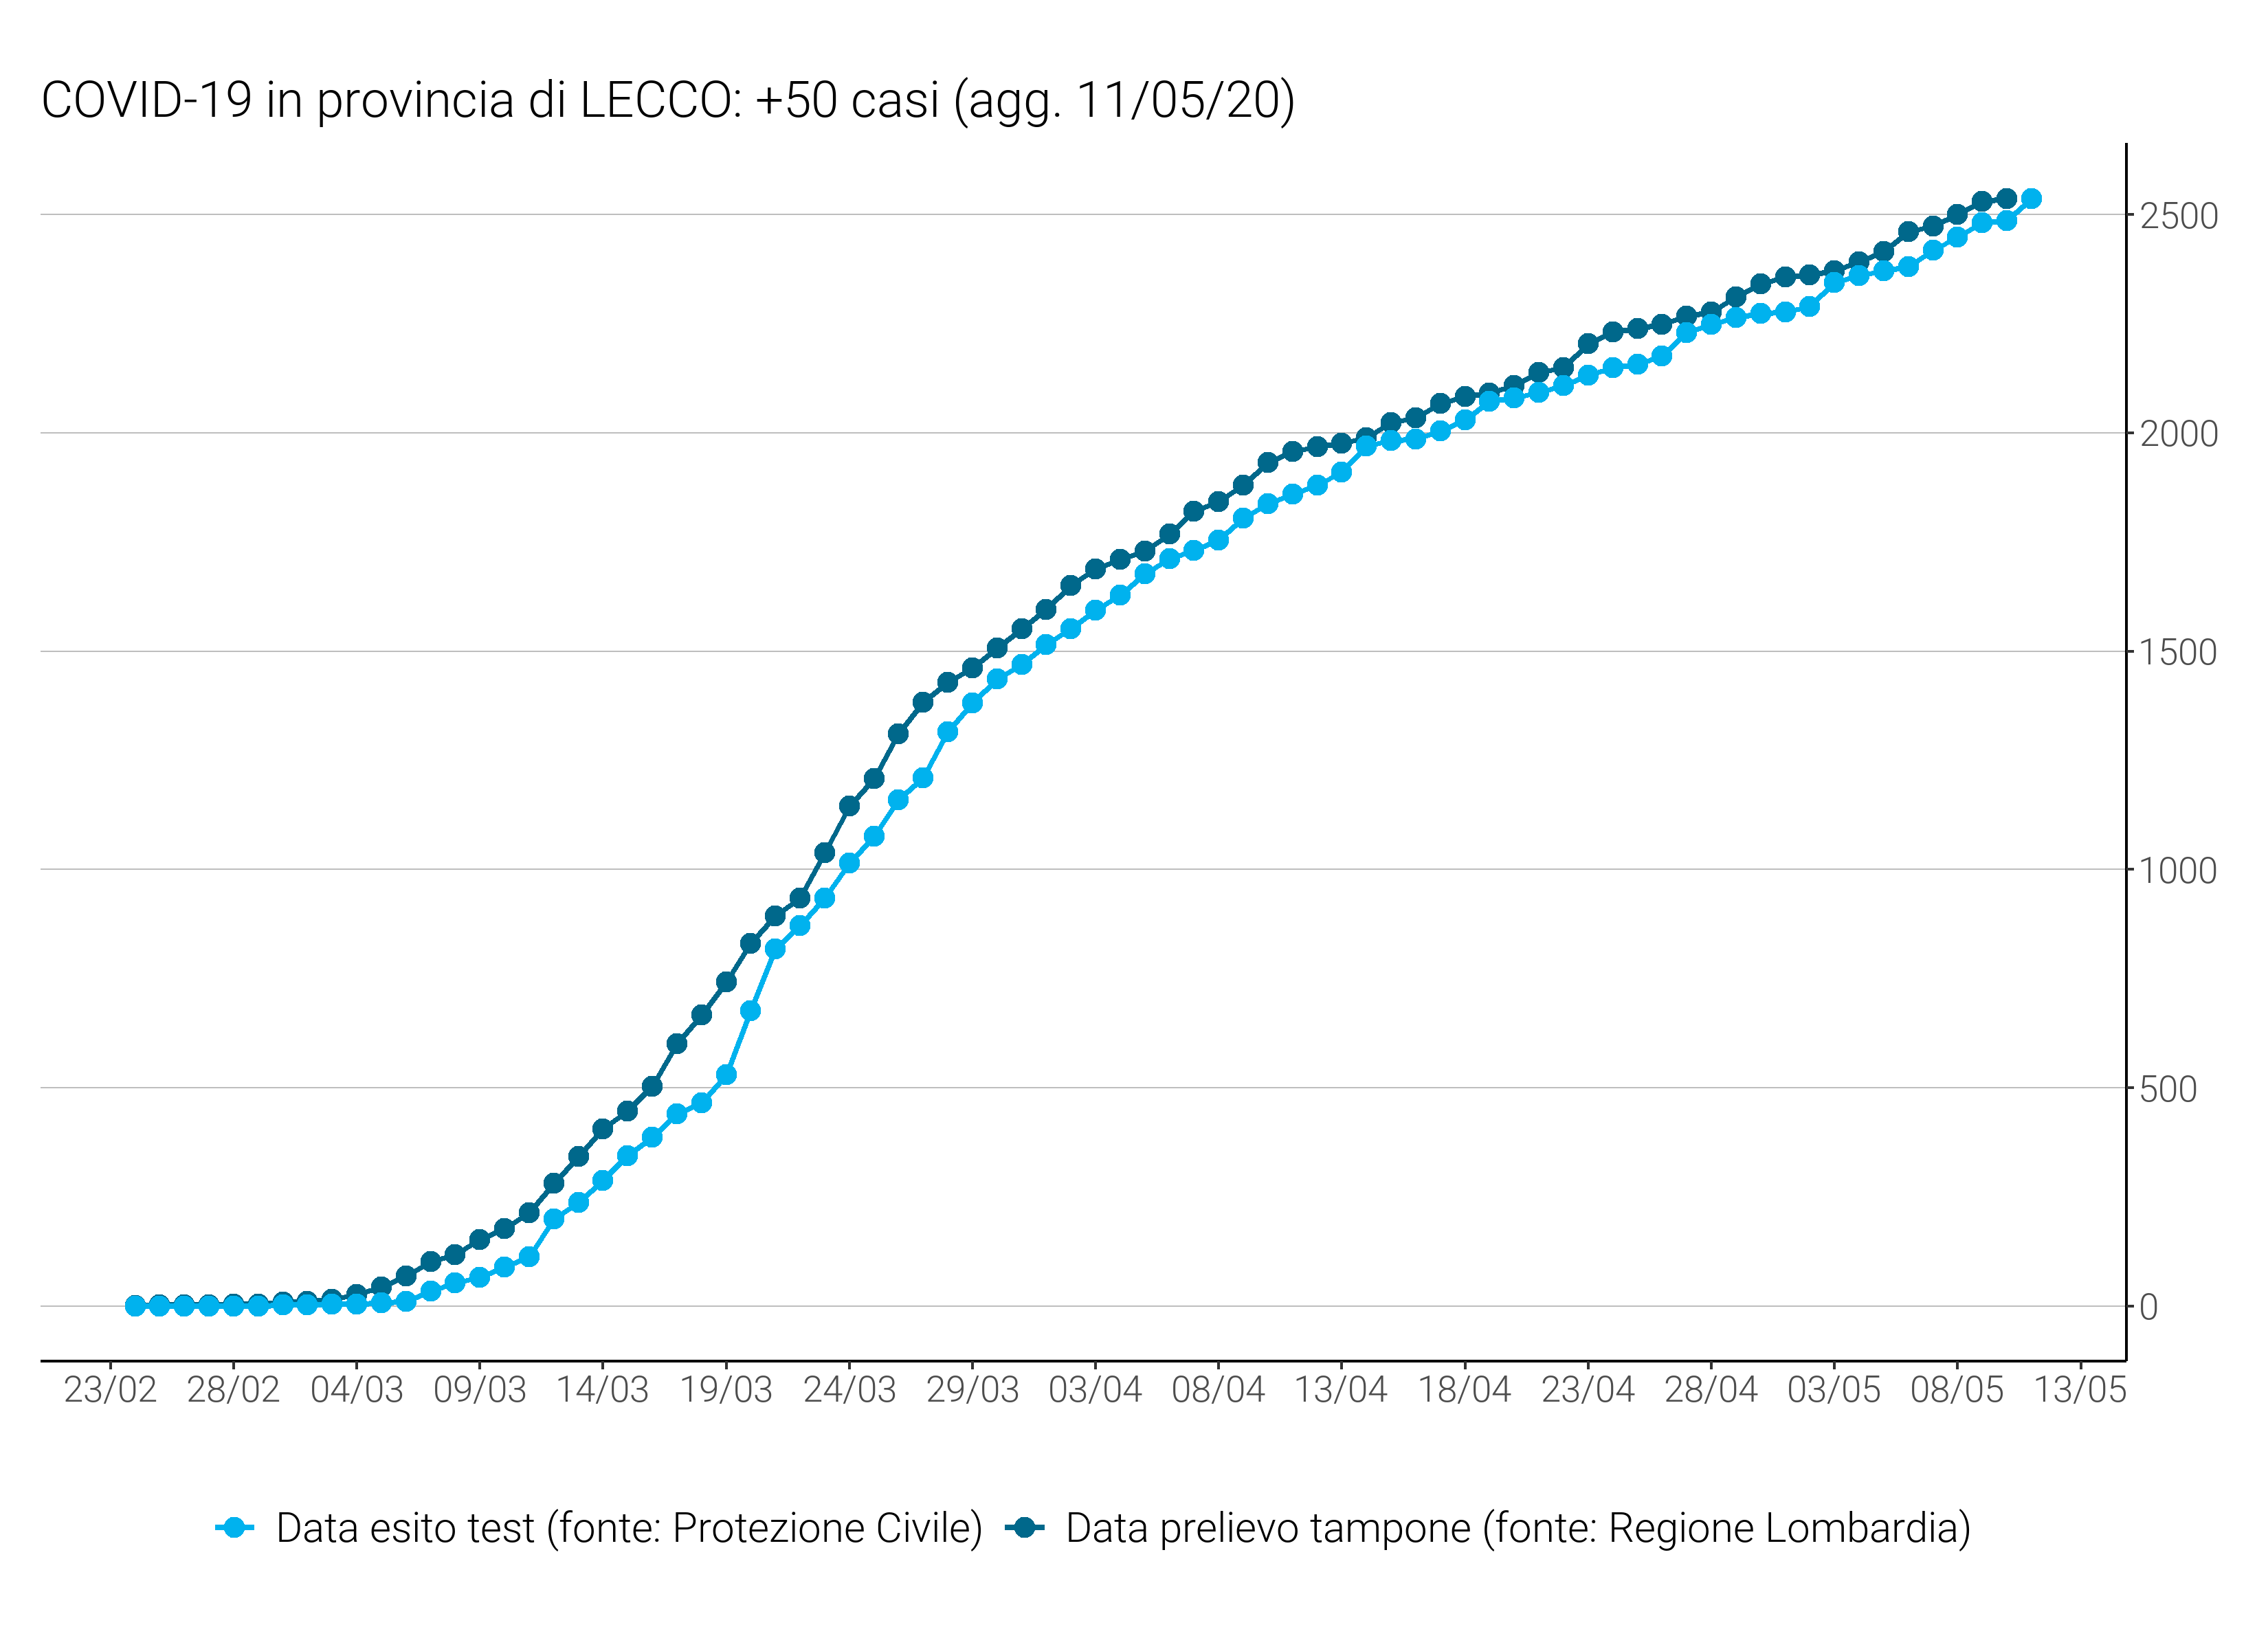 COVID-19 in provincia di LECCO: +50 casi (agg. 11/05/20)
2500
2000
1500
1000
500
0
23/02 28/02 04/03 09/03 14/03 19/03 24/03 29/03 03/04 08/04 13/04 18/04 23/04 28/04 03/05 08/05 13/05
Data esito test (fonte: Protezione Civile) Data prelievo tampone (fonte: Regione Lombardia)